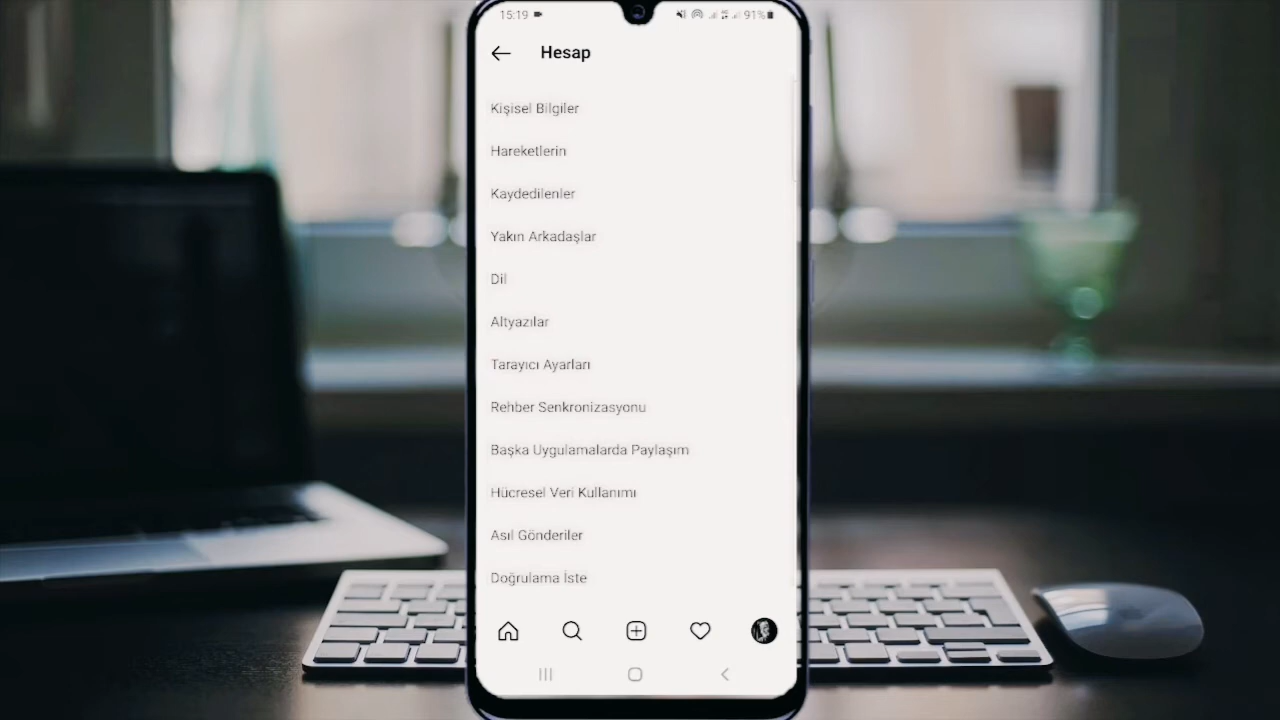 15:19
91%
Hesap
Kişisel Bilgiler
Hareketlerin
Kaydedilenler
Yakın Arkadaşlar
Dil
Altyazılar
Tarayıcı Ayarları
Rehber Senkronizasyonu
Başka Uygulamalarda Paylaşım
Hücresel Veri Kullanımı
Asıl Gönderiler
Doğrulama İste